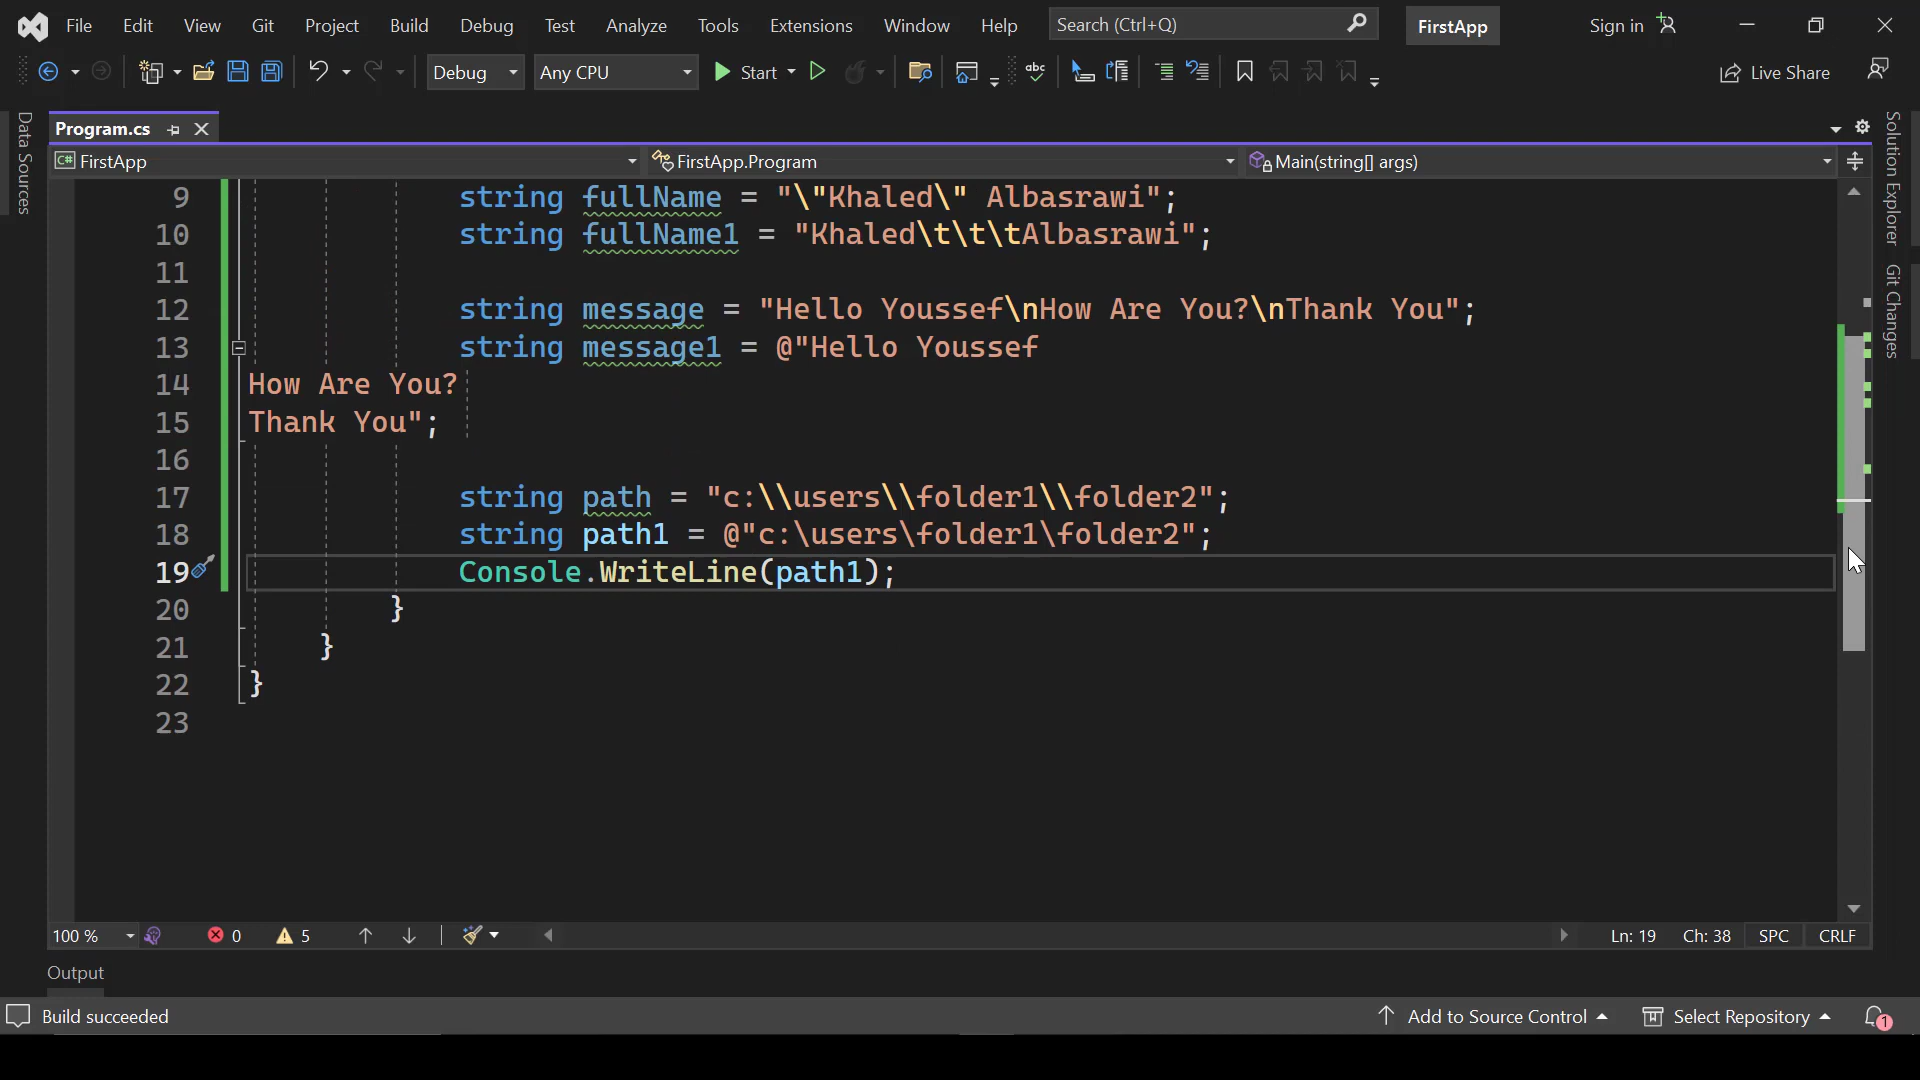 File Edit View Git Project Build Debug Test Analyze Tools Extensions Window Help Search (Ctrl+Q) FirstApp Sign in
Debug Any CPU Start abc Live Share
Program.cs
C# FirstApp FirstApp.Program Main(string[] args)
Data Sources
Solution Explorer
Git Changes
9 string fullName = "\"Khaled\" Albasrawi";
10 string fullName1 = "Khaled\t\t\tAlbasrawi";
11
12 string message = "Hello Youssef\nHow Are You?\nThank You";
13 string message1 = @"Hello Youssef
14 How Are You?
15 Thank You";
16
17 string path = "c:\\users\\folder1\\folder2";
18 string path1 = @"c:\users\folder1\folder2";
19 Console.WriteLine(path1);
20 }
21 }
22 }
23
100 % 0 5 Ln: 19 Ch: 38 SPC CRLF
Output
Build succeeded Add to Source Control Select Repository 1